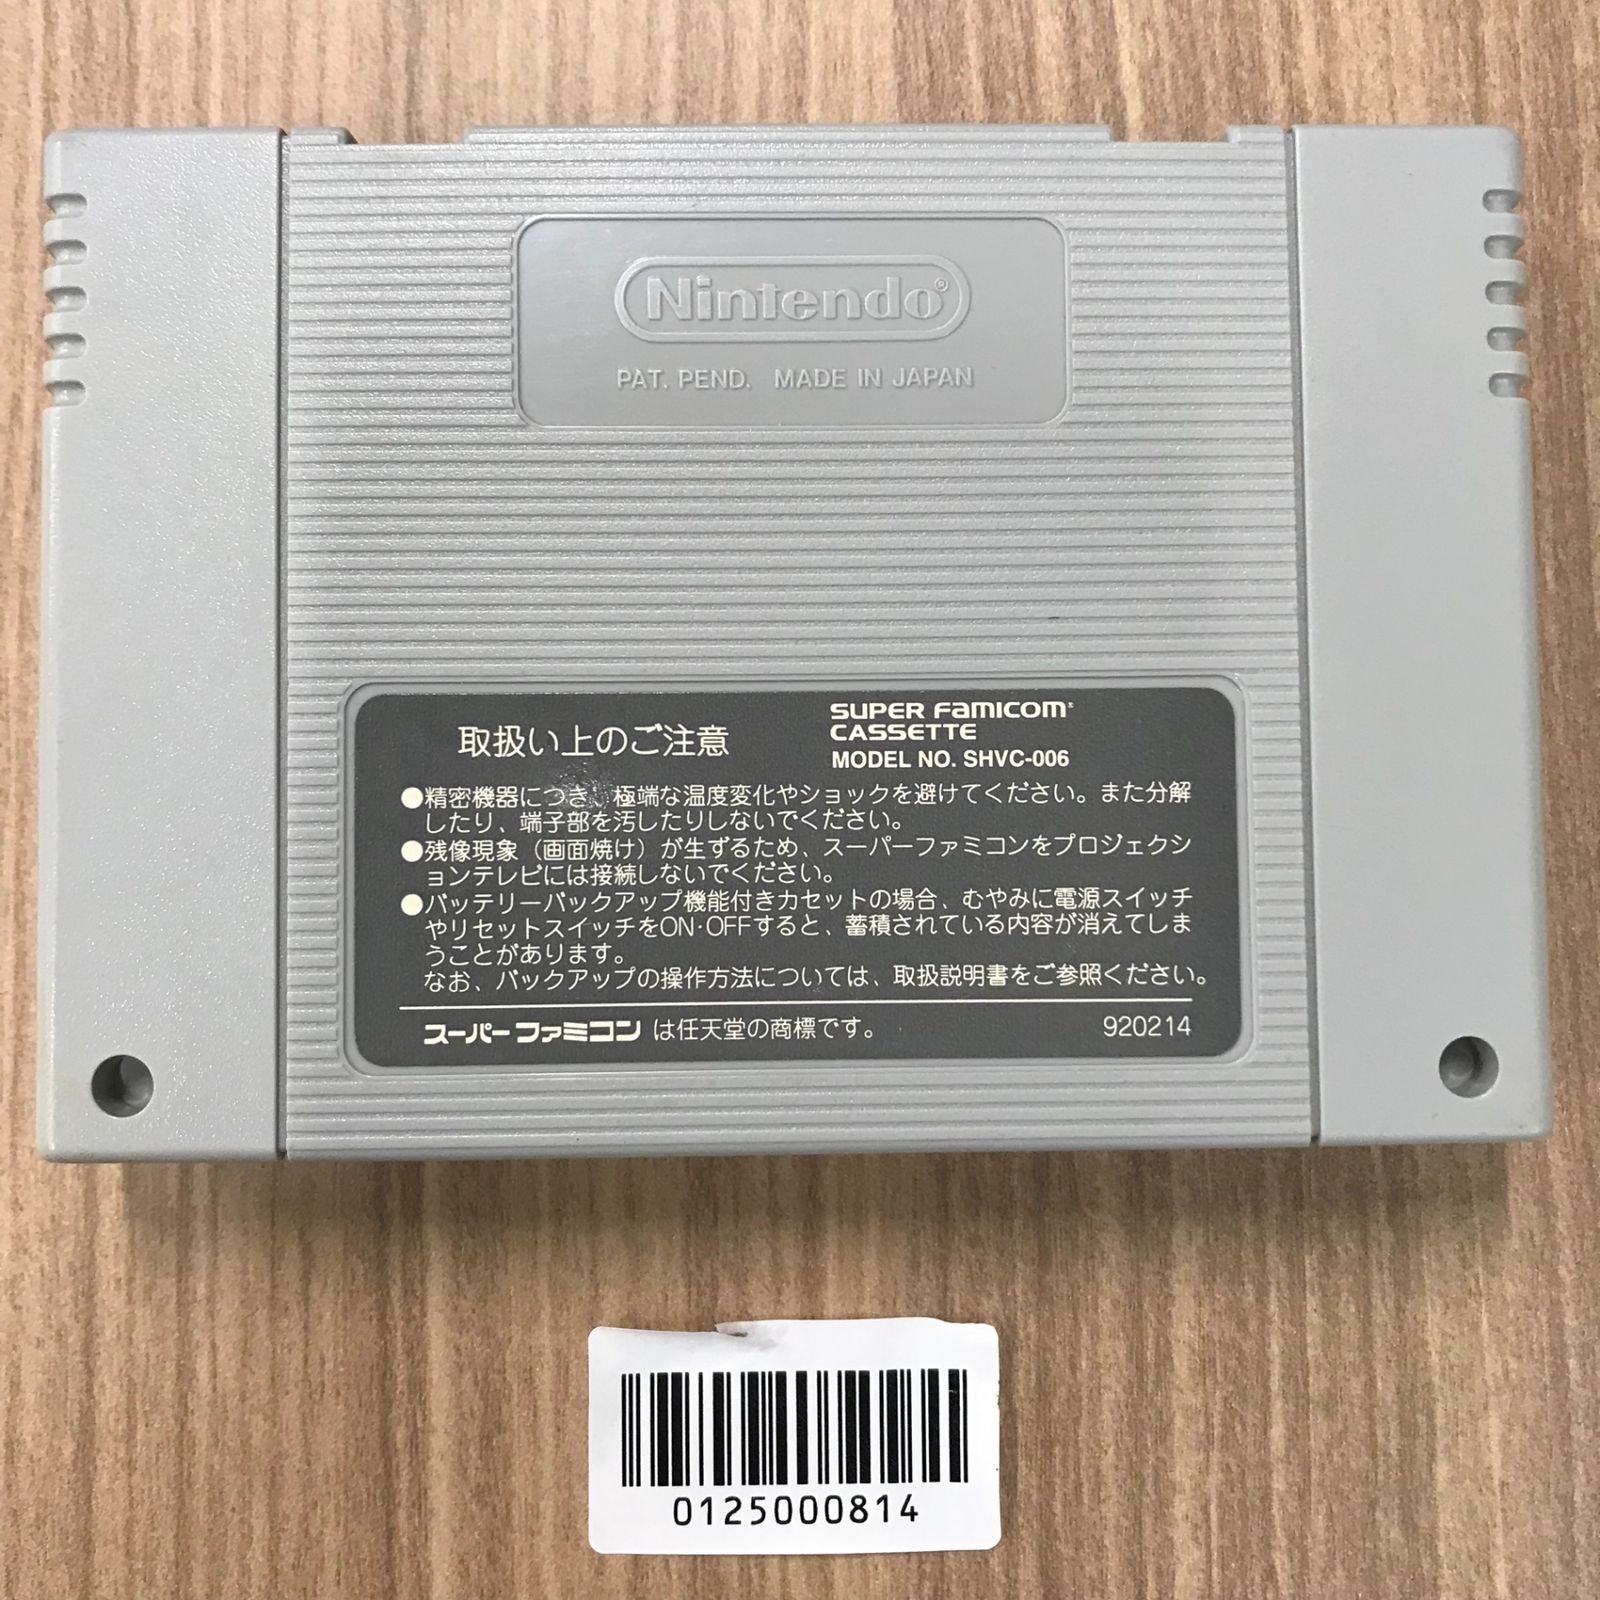 Nintendo®
PAT. PEND. MADE IN JAPAN
取扱い上のご注意
SUPER FAMICOM
CASSETTE
MODEL NO. SHVC-006
●精密機器につき、極端な温度変化やショックを避けてください。また分解
したり、端子部を汚したりしないでください。
●残像現象（画面焼け）が生ずるため、スーパーファミコンをプロジェクシ
ョンテレビには接続しないでください。
●バッテリーバックアップ機能付きカセットの場合、むやみに電源スイッチ
やリセットスイッチをON·OFFすると、蓄積されている内容が消えてしま
うことがあります。
なお、バックアップの操作方法については、取扱説明書をご参照ください。
スーパーファミコン は任天堂の商標です。 920214
0125000814